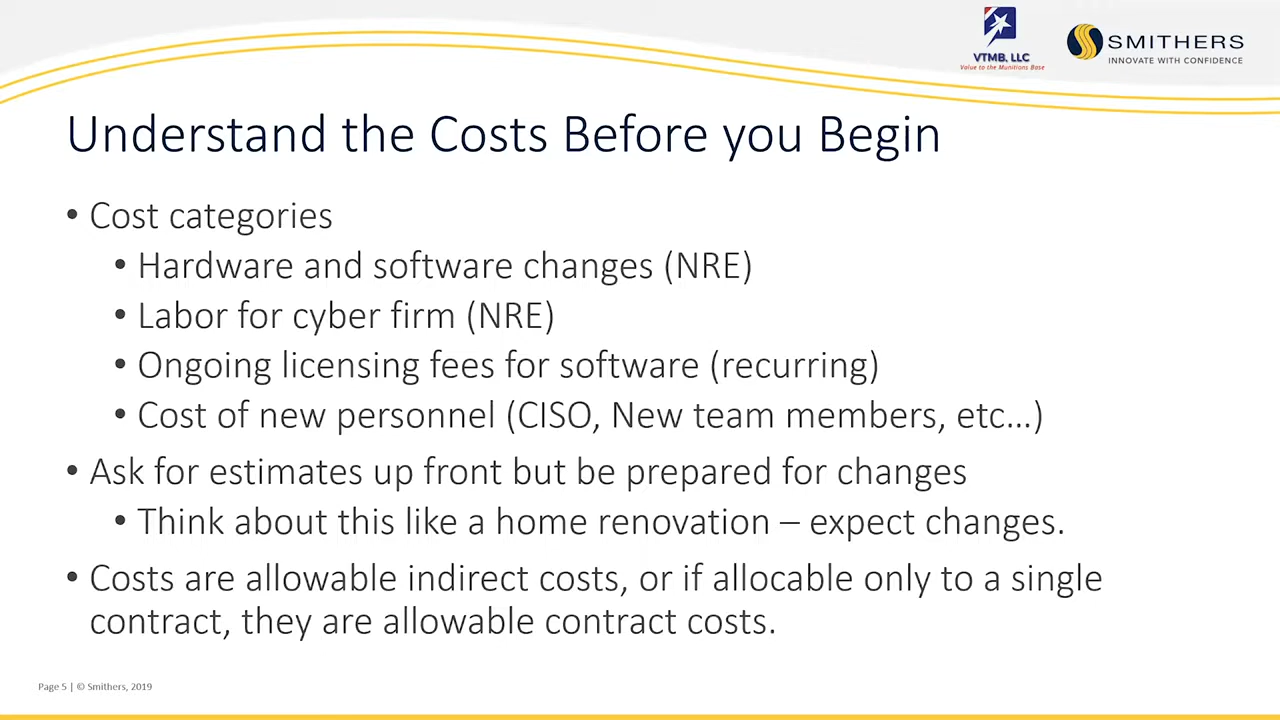 VTMB, LLC
Value to the Munitions Base
SMITHERS
INNOVATE WITH CONFIDENCE
Understand the Costs Before you Begin
• Cost categories
• Hardware and software changes (NRE)
• Labor for cyber firm (NRE)
• Ongoing licensing fees for software (recurring)
• Cost of new personnel (CISO, New team members, etc…)
• Ask for estimates up front but be prepared for changes
• Think about this like a home renovation – expect changes.
• Costs are allowable indirect costs, or if allocable only to a single
contract, they are allowable contract costs.
Page 5 | © Smithers, 2019